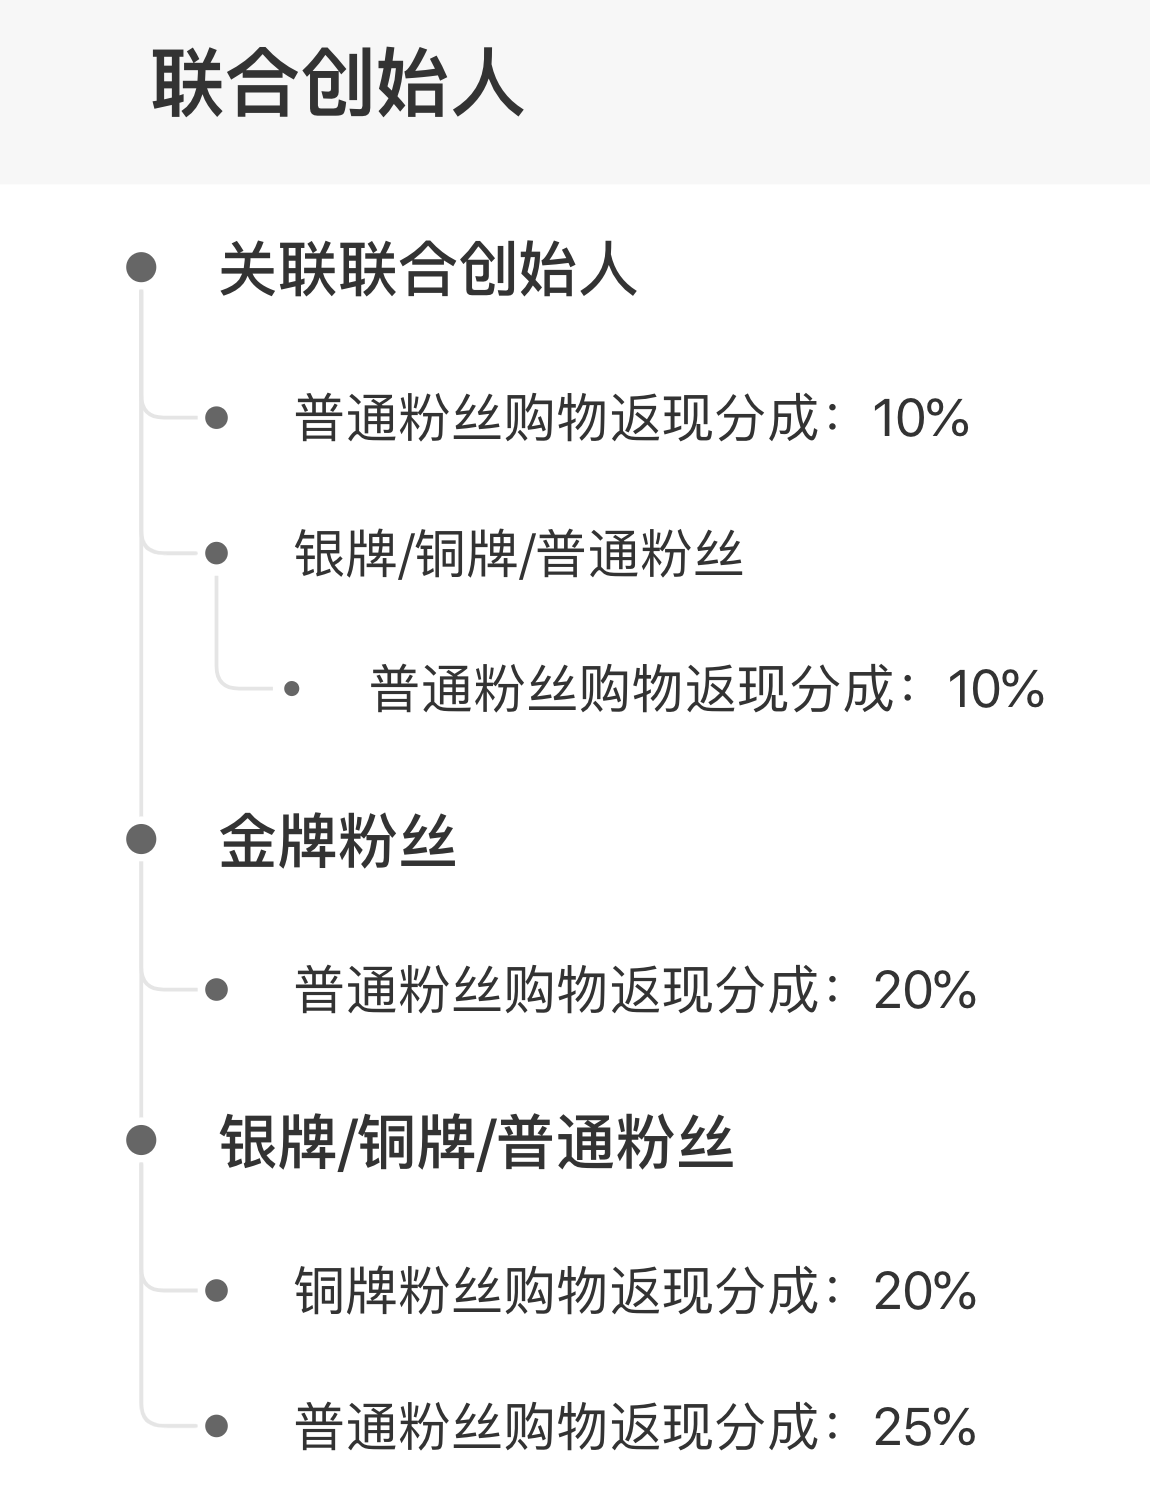 联合创始人
关联联合创始人
普通粉丝购物返现分成：10%
银牌/铜牌/普通粉丝
普通粉丝购物返现分成：10%
金牌粉丝
普通粉丝购物返现分成：20%
银牌/铜牌/普通粉丝
铜牌粉丝购物返现分成：20%
普通粉丝购物返现分成：25%